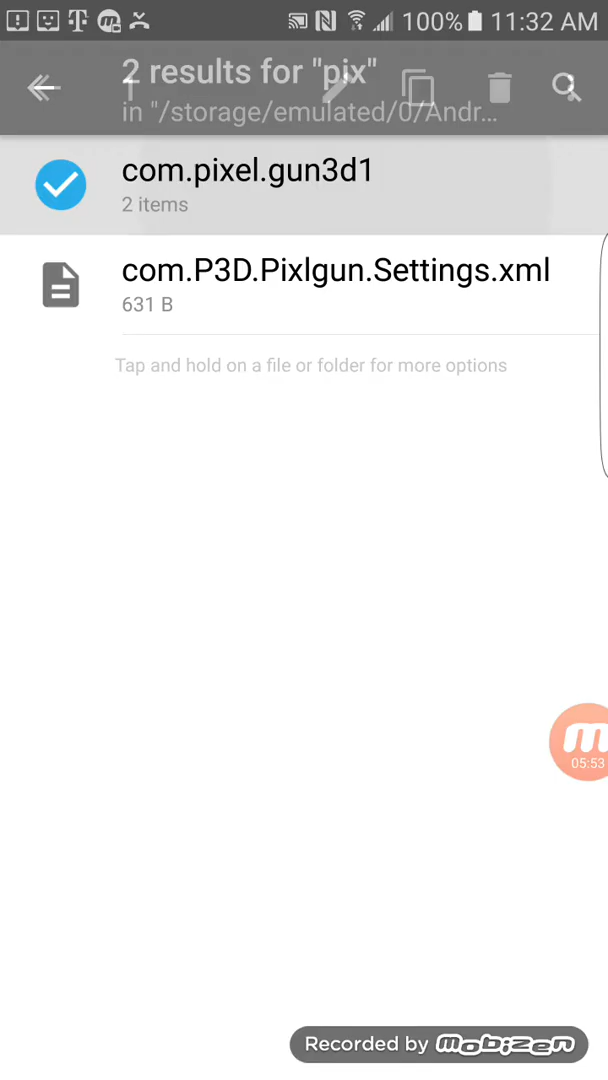 100% 11:32 AM
2 results for "pix"
1
in "/storage/emulated/0/Andr...
com.pixel.gun3d1
2 items
com.P3D.Pixlgun.Settings.xml
631 B
Tap and hold on a file or folder for more options
m
05:53
Recorded by mobizen